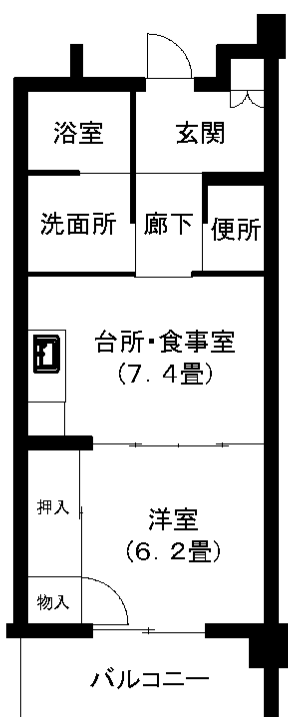 浴室
玄関
洗面所
廊下
便所
台所・食事室
(7.4畳)
押入
洋室
(6.2畳)
物入
バルコニー